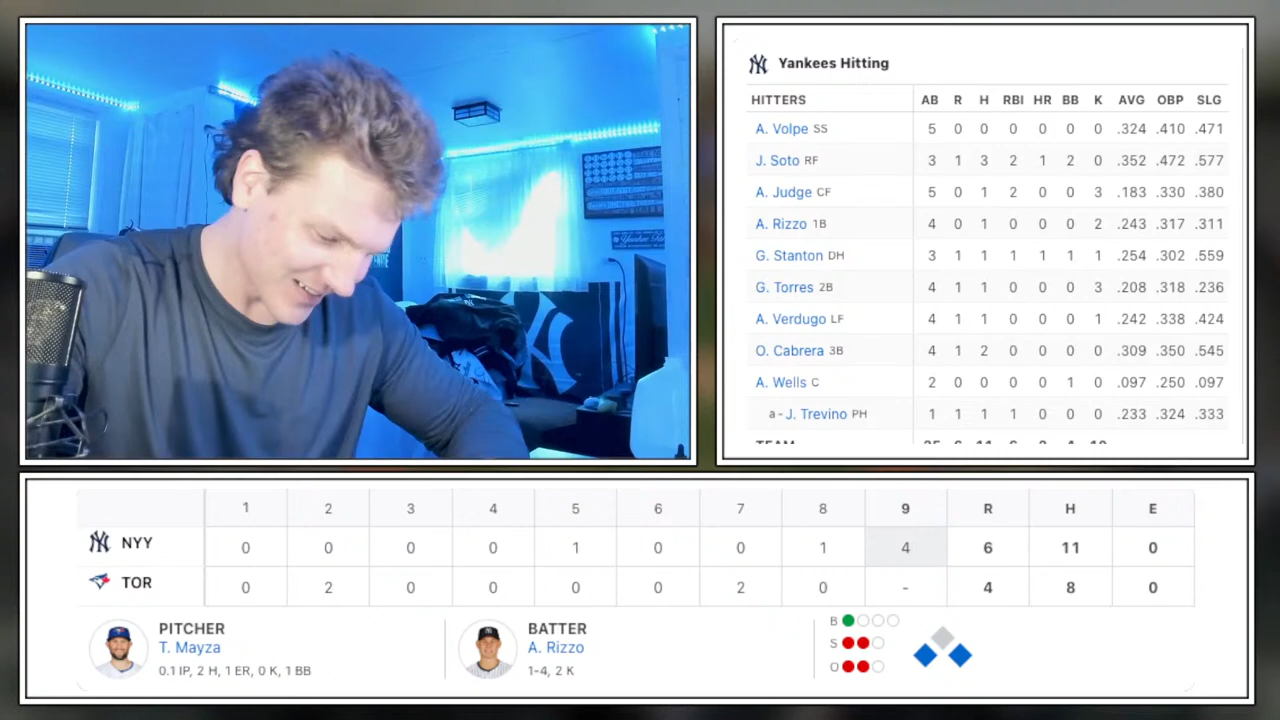 Yankees Hitting
HITTERS AB R H RBI HR BB K AVG OBP SLG
A. Volpe SS 5 0 0 0 0 0 0 .324 .410 .471
J. Soto RF 3 1 3 2 1 2 0 .352 .472 .577
A. Judge CF 5 0 1 2 0 0 3 .183 .330 .380
A. Rizzo 1B 4 0 1 0 0 0 2 .243 .317 .311
G. Stanton DH 3 1 1 1 1 1 1 .254 .302 .559
G. Torres 2B 4 1 1 0 0 0 3 .208 .318 .236
A. Verdugo LF 4 1 1 0 0 0 1 .242 .338 .424
O. Cabrera 3B 4 1 2 0 0 0 0 .309 .350 .545
A. Wells C 2 0 0 0 0 1 0 .097 .250 .097
a - J. Trevino PH 1 1 1 1 0 0 0 .233 .324 .333
1 2 3 4 5 6 7 8 9 R H E
NYY 0 0 0 0 1 0 0 1 4 6 11 0
TOR 0 2 0 0 0 0 2 0 - 4 8 0
PITCHER
T. Mayza
0.1 IP, 2 H, 1 ER, 0 K, 1 BB
BATTER
A. Rizzo
1-4, 2 K
B
S
O